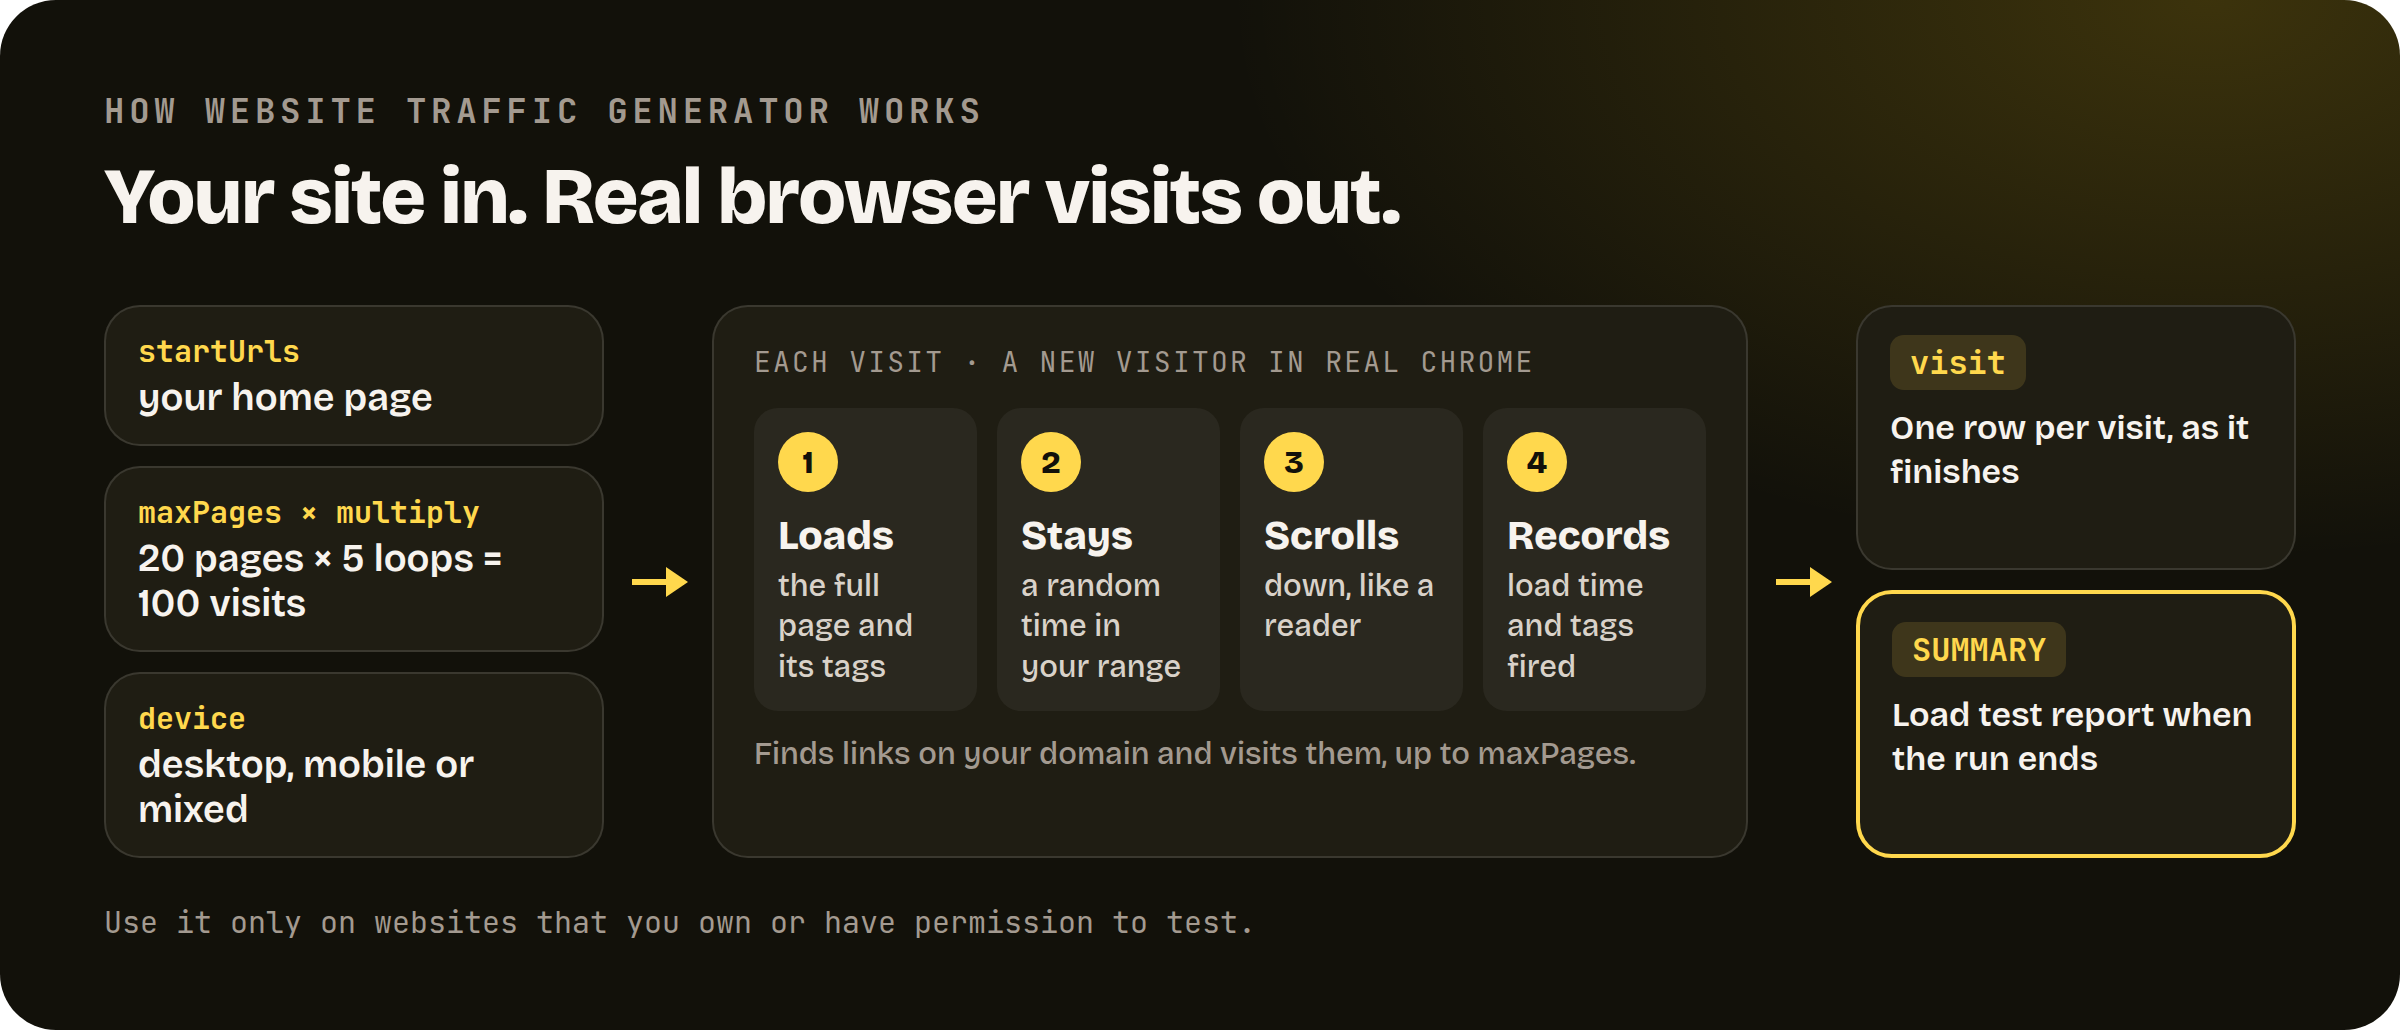 HOW WEBSITE TRAFFIC GENERATOR WORKS
Your site in. Real browser visits out.
startUrls
your home page
maxPages × multiply
20 pages × 5 loops =
100 visits
device
desktop, mobile or
mixed
EACH VISIT · A NEW VISITOR IN REAL CHROME
1
Loads
the full
page and
its tags
2
Stays
a random
time in
your range
3
Scrolls
down, like a
reader
4
Records
load time
and tags
fired
Finds links on your domain and visits them, up to maxPages.
visit
One row per visit, as it
finishes
SUMMARY
Load test report when
the run ends
Use it only on websites that you own or have permission to test.